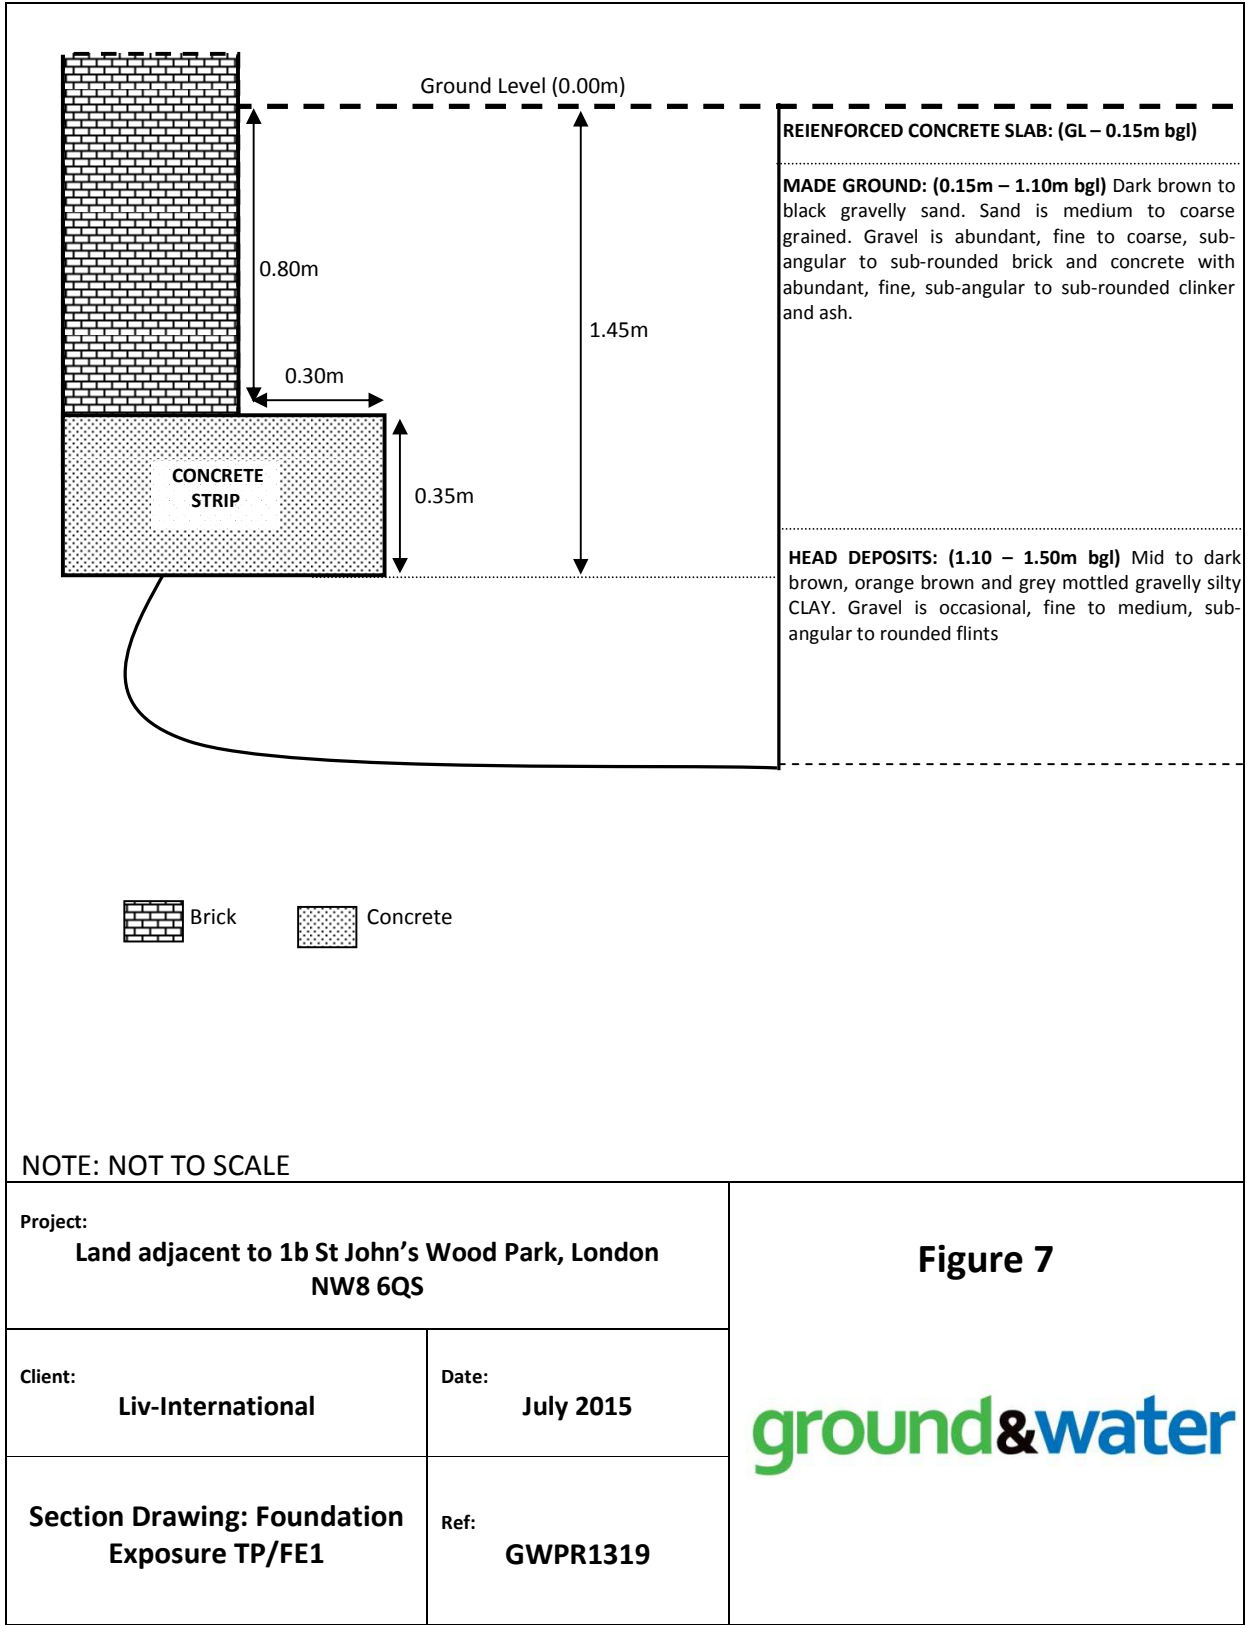 Ground Level (0.00m)
REIENFORCED CONCRETE SLAB: (GL – 0.15m bgl)
MADE GROUND: (0.15m – 1.10m bgl) Dark brown to
black gravelly sand. Sand is medium to coarse
grained. Gravel is abundant, fine to coarse, sub-
angular to sub-rounded brick and concrete with
abundant, fine, sub-angular to sub-rounded clinker
and ash.
0.80m
1.45m
0.30m
CONCRETE
STRIP
0.35m
HEAD DEPOSITS: (1.10 – 1.50m bgl) Mid to dark
brown, orange brown and grey mottled gravelly silty
CLAY. Gravel is occasional, fine to medium, sub-
angular to rounded flints
Brick
Concrete
NOTE: NOT TO SCALE
Project:
Land adjacent to 1b St John’s Wood Park, London
NW8 6QS
Figure 7
Client:
Liv-International
Date:
July 2015
ground&water
Section Drawing: Foundation
Exposure TP/FE1
Ref:
GWPR1319